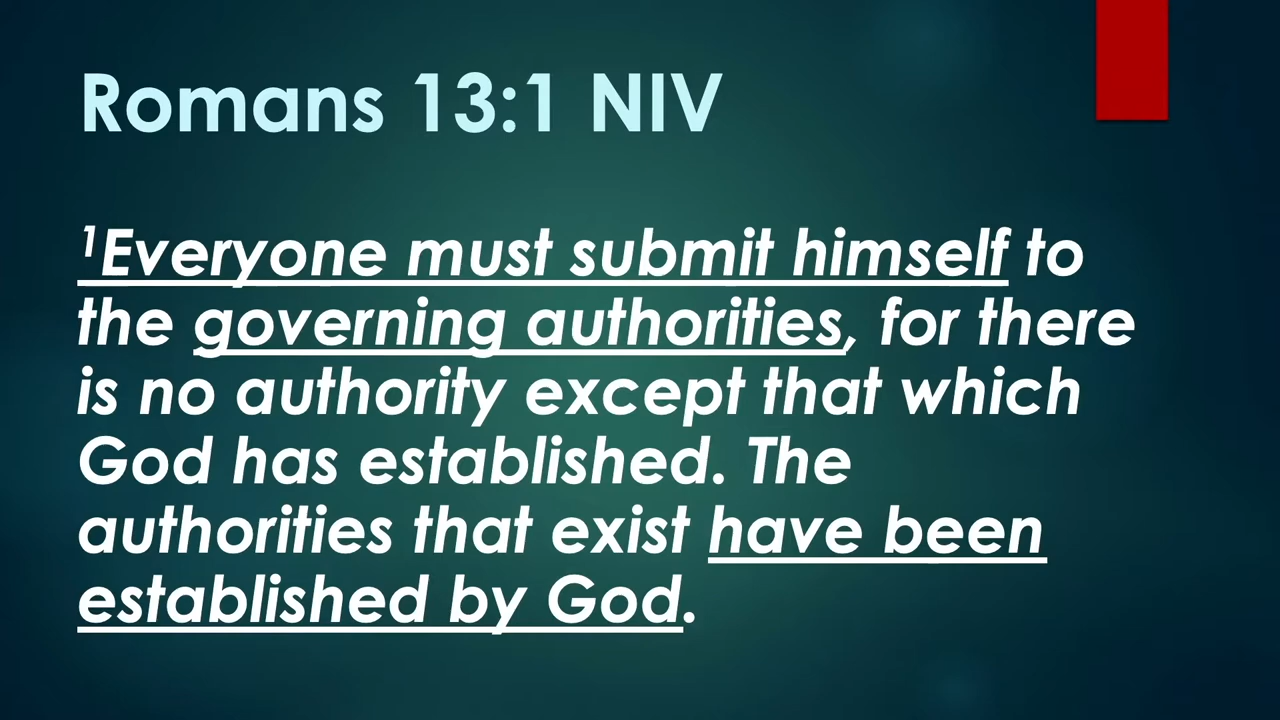 Romans 13:1 NIV
¹Everyone must submit himself to
the governing authorities, for there
is no authority except that which
God has established. The
authorities that exist have been
established by God.